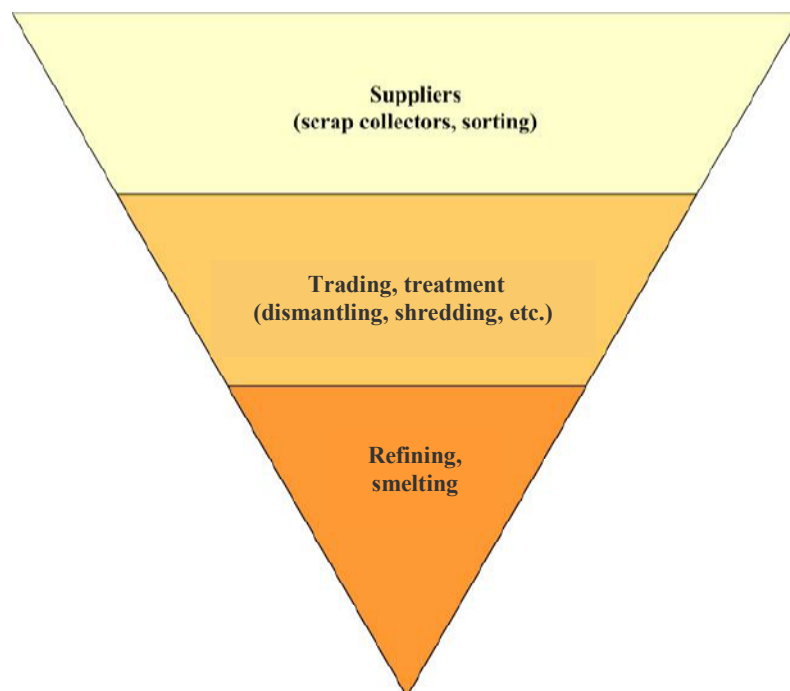 Suppliers
(scrap collectors, sorting)
Trading, treatment
(dismantling, shredding, etc.)
Refining,
smelting